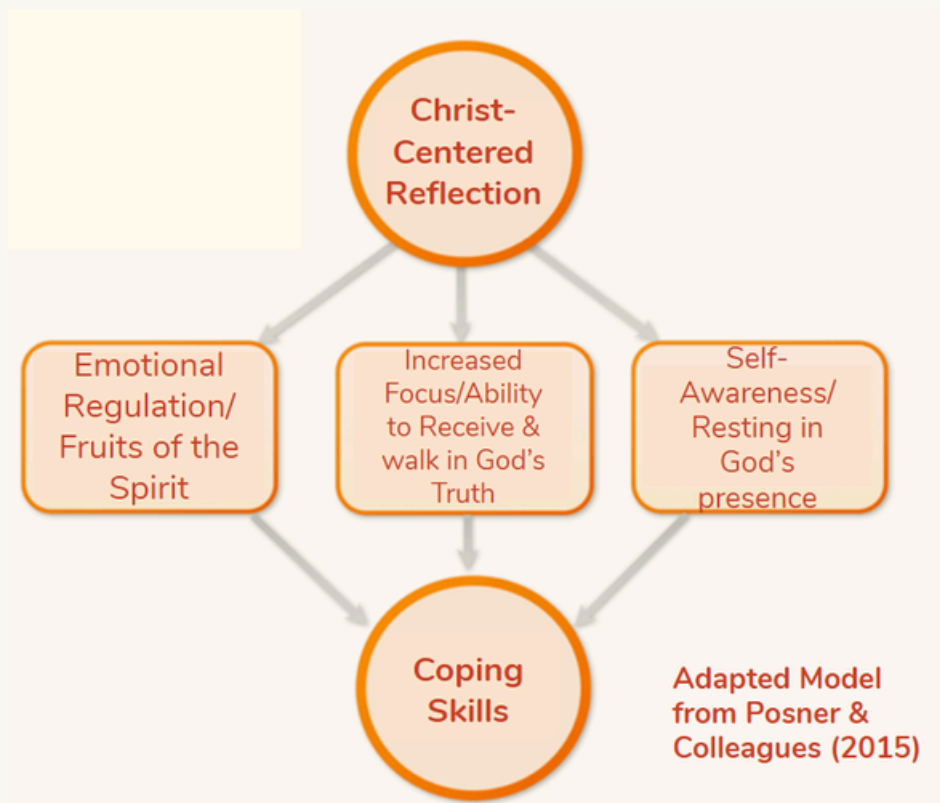 Christ-
Centered
Reflection
Emotional
Regulation/
Fruits of the
Spirit
Increased
Focus/Ability
to Receive &
walk in God's
Truth
Self-
Awareness/
Resting in
God's
presence
Coping
Skills
Adapted Model
from Posner &
Colleagues (2015)